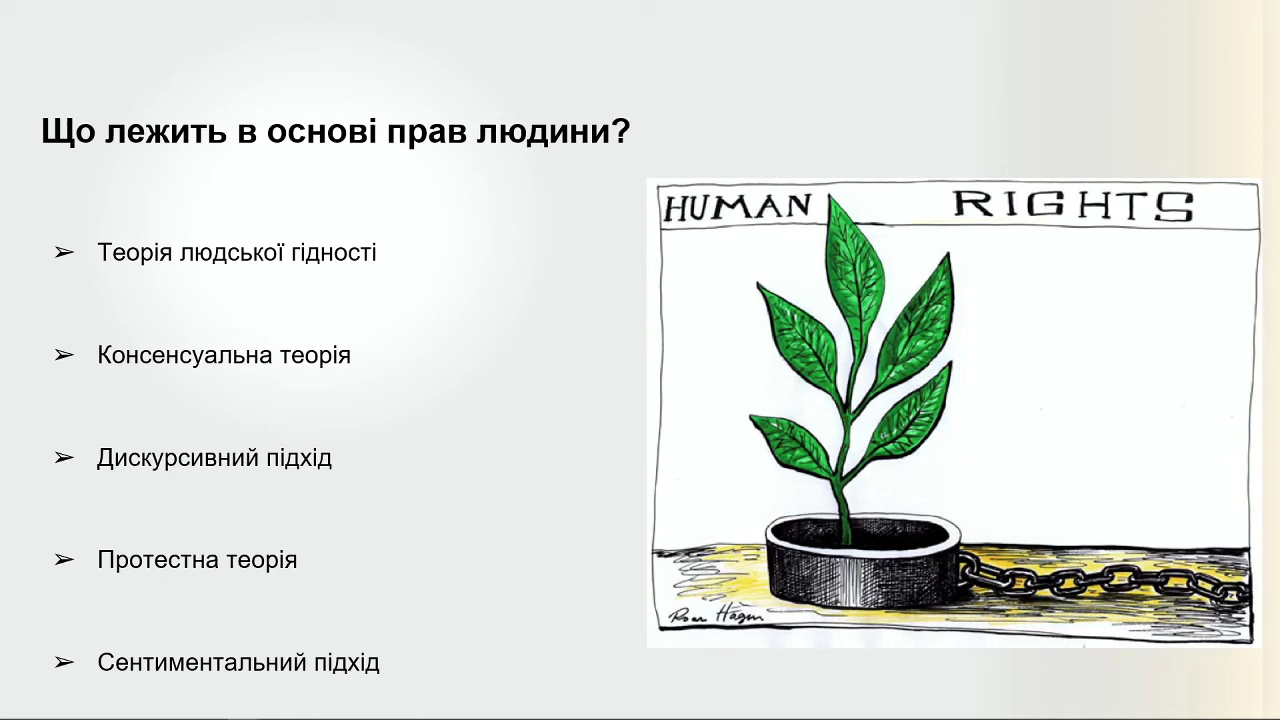 Що лежить в основі прав людини?
➢ Теорія людської гідності
➢ Консенсуальна теорія
➢ Дискурсивний підхід
➢ Протестна теорія
➢ Сентиментальний підхід
HUMAN RIGHTS